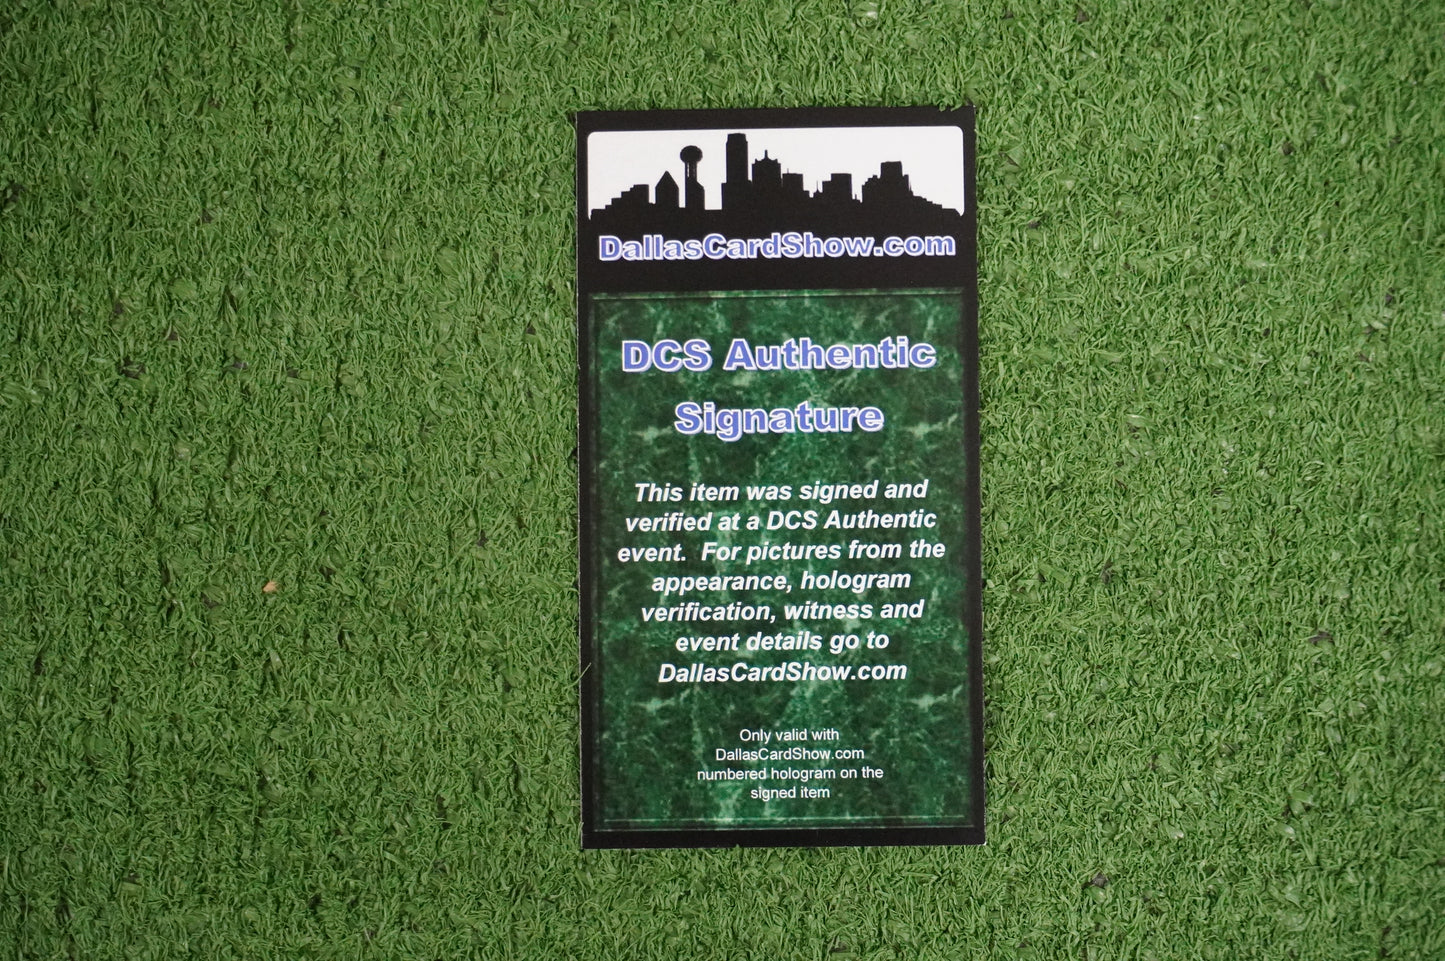 DallasCardShow.com
DCS Authentic
Signature
This item was signed and
verified at a DCS Authentic
event.  For pictures from the
appearance, hologram
verification, witness and
event details go to
DallasCardShow.com
Only valid with
DallasCardShow.com
numbered hologram on the
signed item